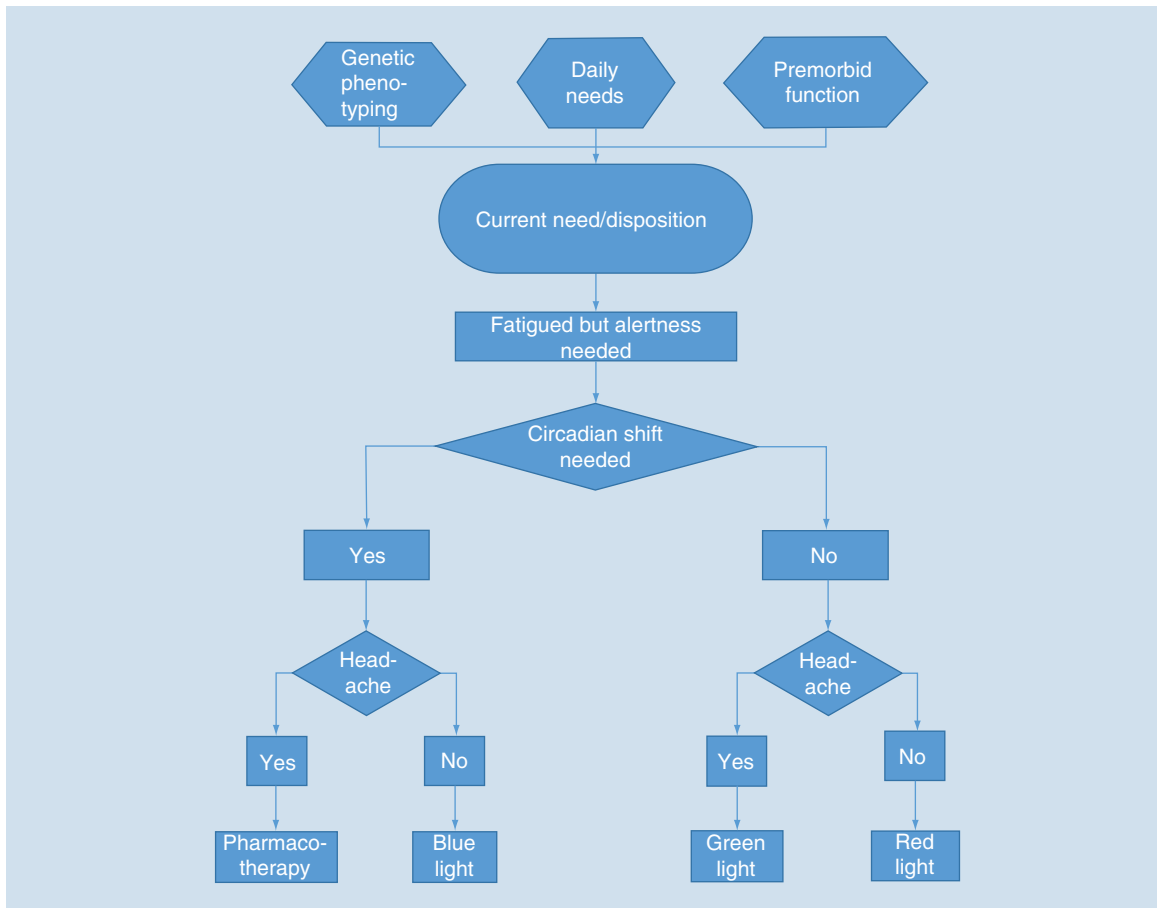 Genetic
pheno-
typing
Daily
needs
Premorbid
function
Current need/disposition
Fatigued but alertness
needed
Circadian shift
needed
Yes
No
Head-
ache
Head-
ache
Yes
No
Yes
No
Pharmaco-
therapy
Blue
light
Green
light
Red
light